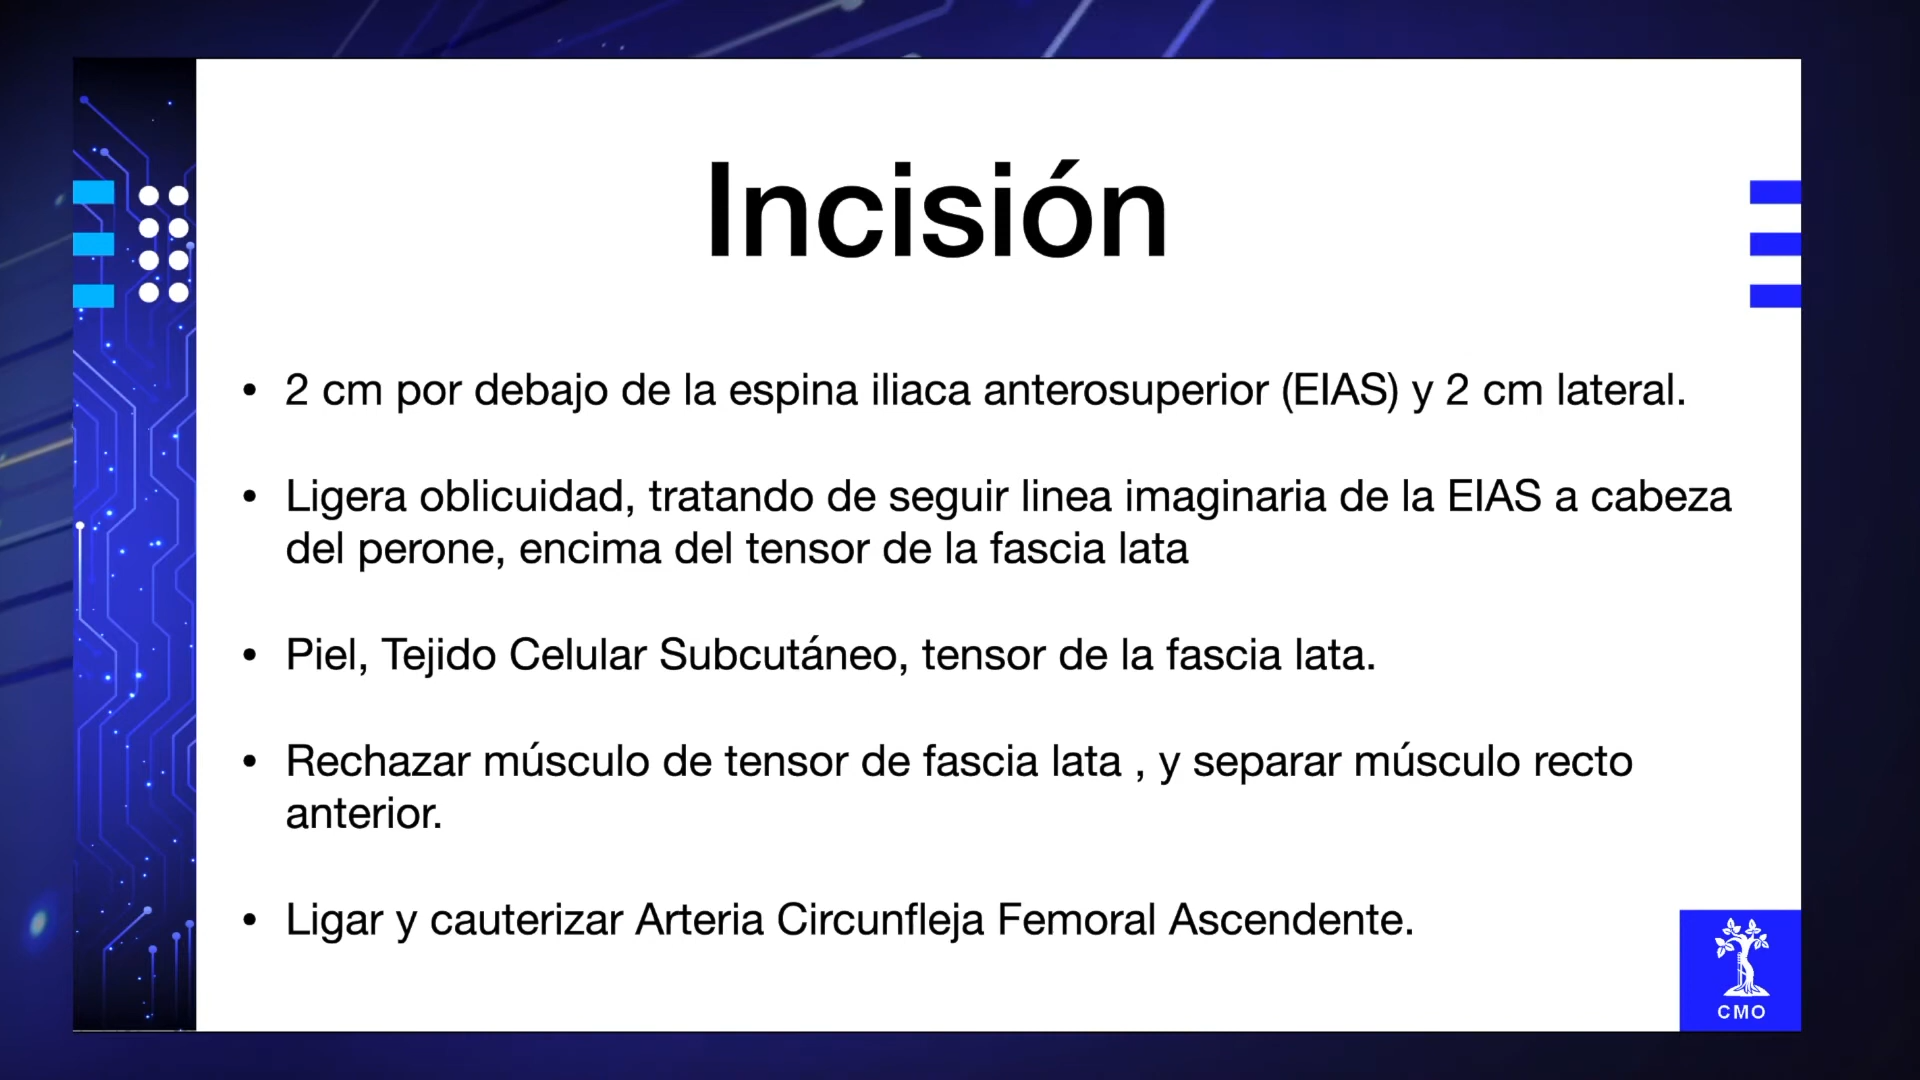 Incisión
• 2 cm por debajo de la espina iliaca anterosuperior (EIAS) y 2 cm lateral.
• Ligera oblicuidad, tratando de seguir linea imaginaria de la EIAS a cabeza
del perone, encima del tensor de la fascia lata
• Piel, Tejido Celular Subcutáneo, tensor de la fascia lata.
• Rechazar músculo de tensor de fascia lata , y separar músculo recto
anterior.
• Ligar y cauterizar Arteria Circunfleja Femoral Ascendente.
CMO